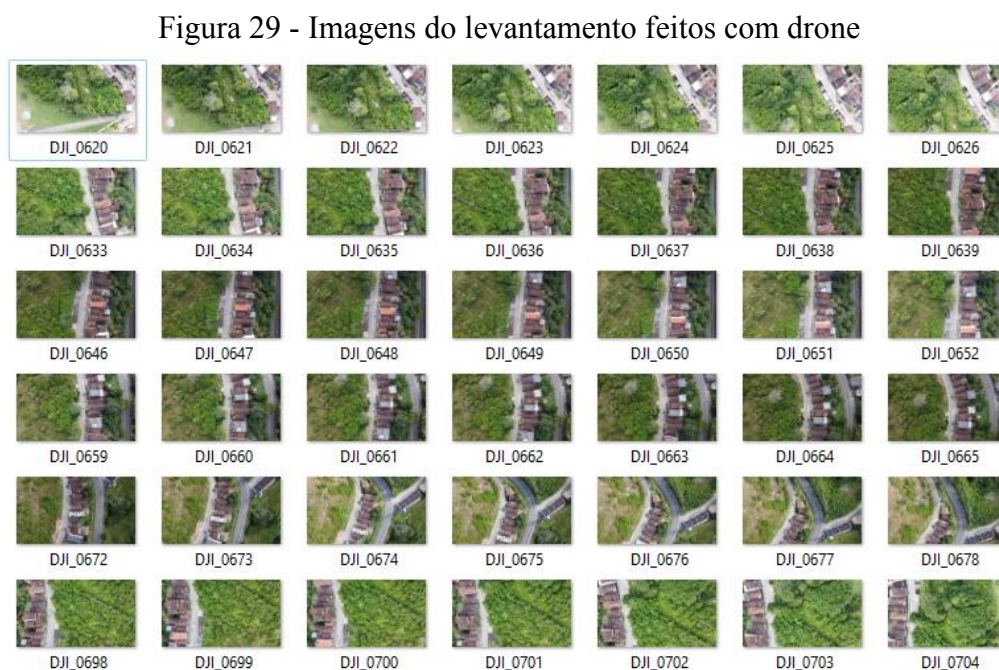 Figura 29 - Imagens do levantamento feitos com drone
DJI_0620 DJI_0621 DJI_0622 DJI_0623 DJI_0624 DJI_0625 DJI_0626
DJI_0633 DJI_0634 DJI_0635 DJI_0636 DJI_0637 DJI_0638 DJI_0639
DJI_0646 DJI_0647 DJI_0648 DJI_0649 DJI_0650 DJI_0651 DJI_0652
DJI_0659 DJI_0660 DJI_0661 DJI_0662 DJI_0663 DJI_0664 DJI_0665
DJI_0672 DJI_0673 DJI_0674 DJI_0675 DJI_0676 DJI_0677 DJI_0678
DJI_0698 DJI_0699 DJI_0700 DJI_0701 DJI_0702 DJI_0703 DJI_0704